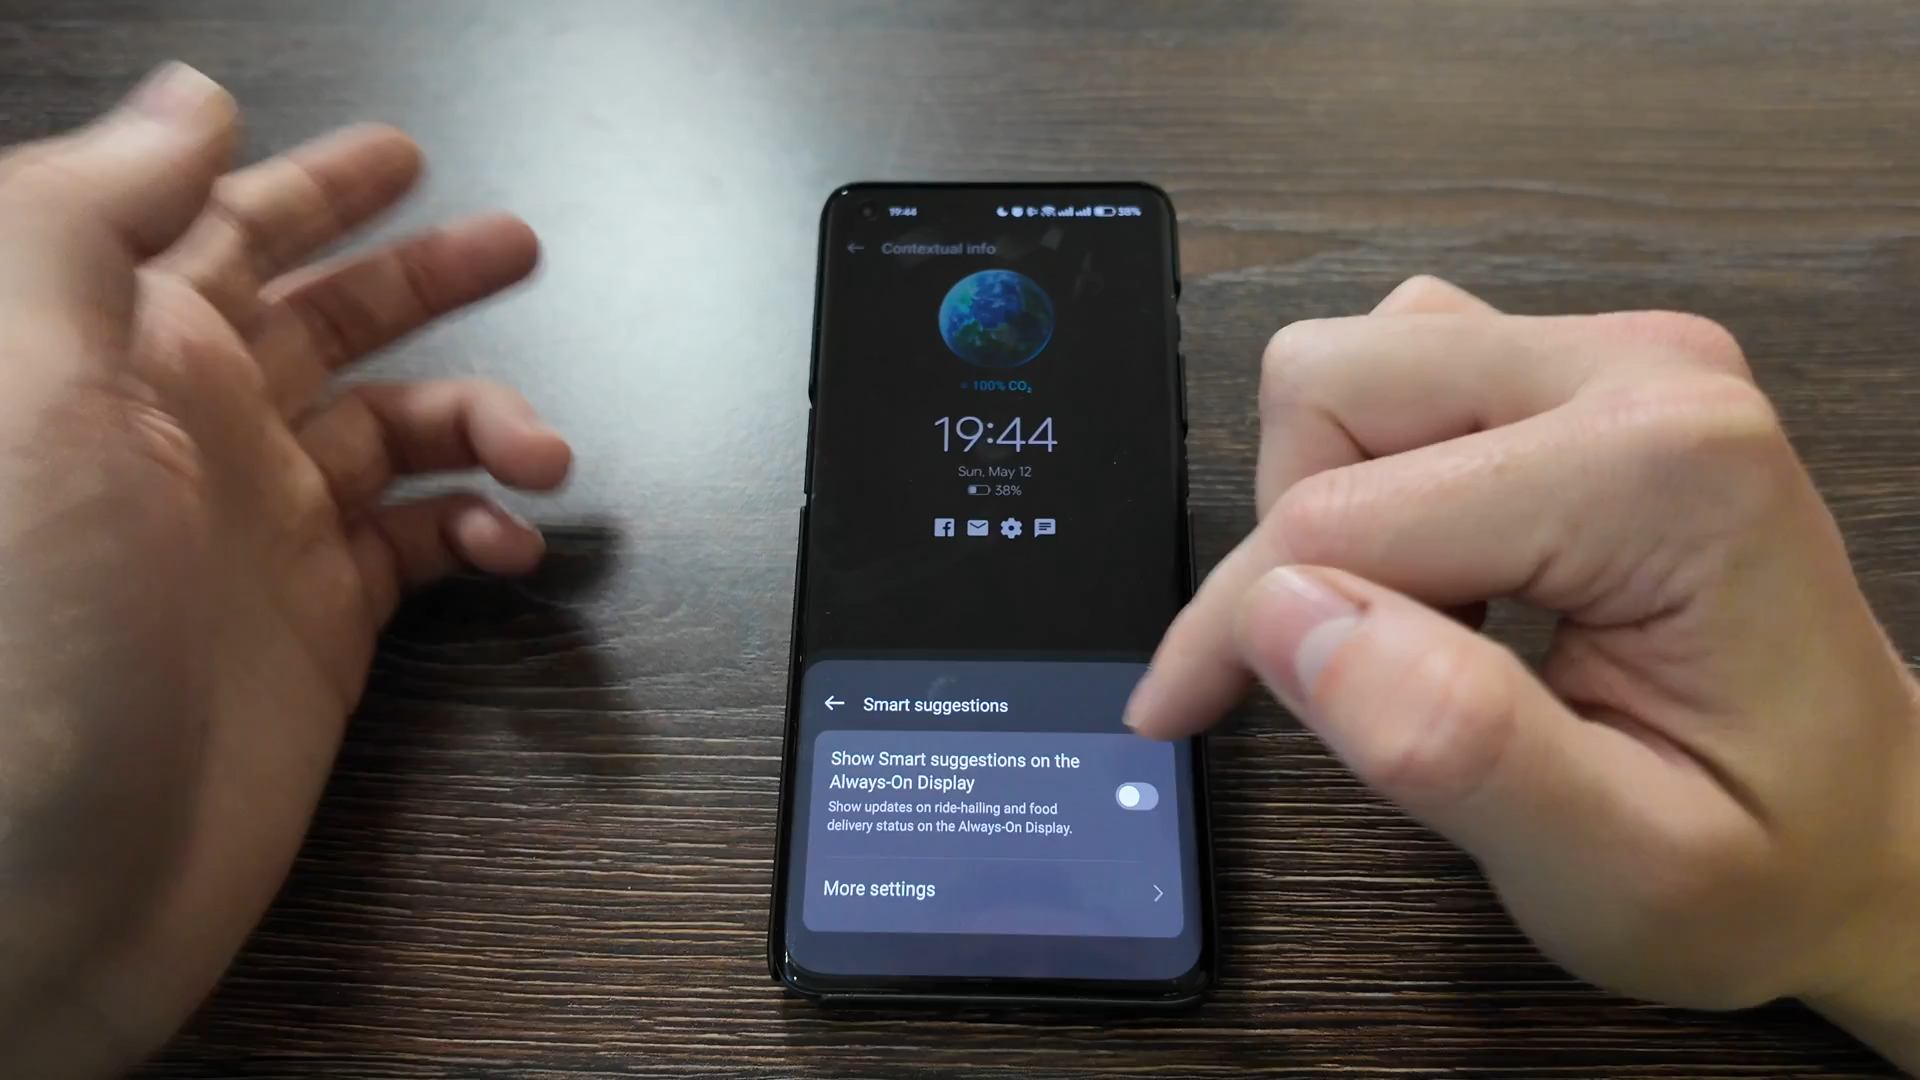 19:44
38%
Contextual info
100% CO₂
19:44
Sun, May 12
38%
Smart suggestions
Show Smart suggestions on the
Always-On Display
Show updates on ride-hailing and food
delivery status on the Always-On Display.
More settings